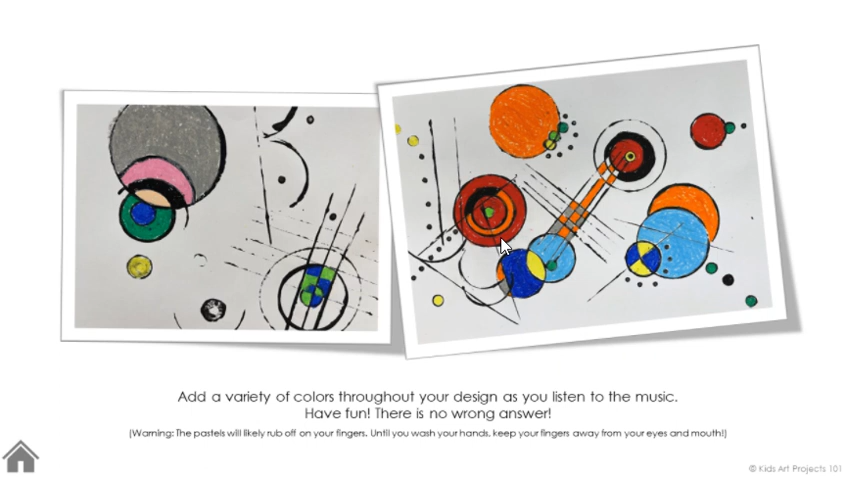 Add a variety of colors throughout your design as you listen to the music.
Have fun! There is no wrong answer!
(Warning: The pastels will likely rub off on your fingers. Until you wash your hands, keep your fingers away from your eyes and mouth!)
© Kids Art Projects 101